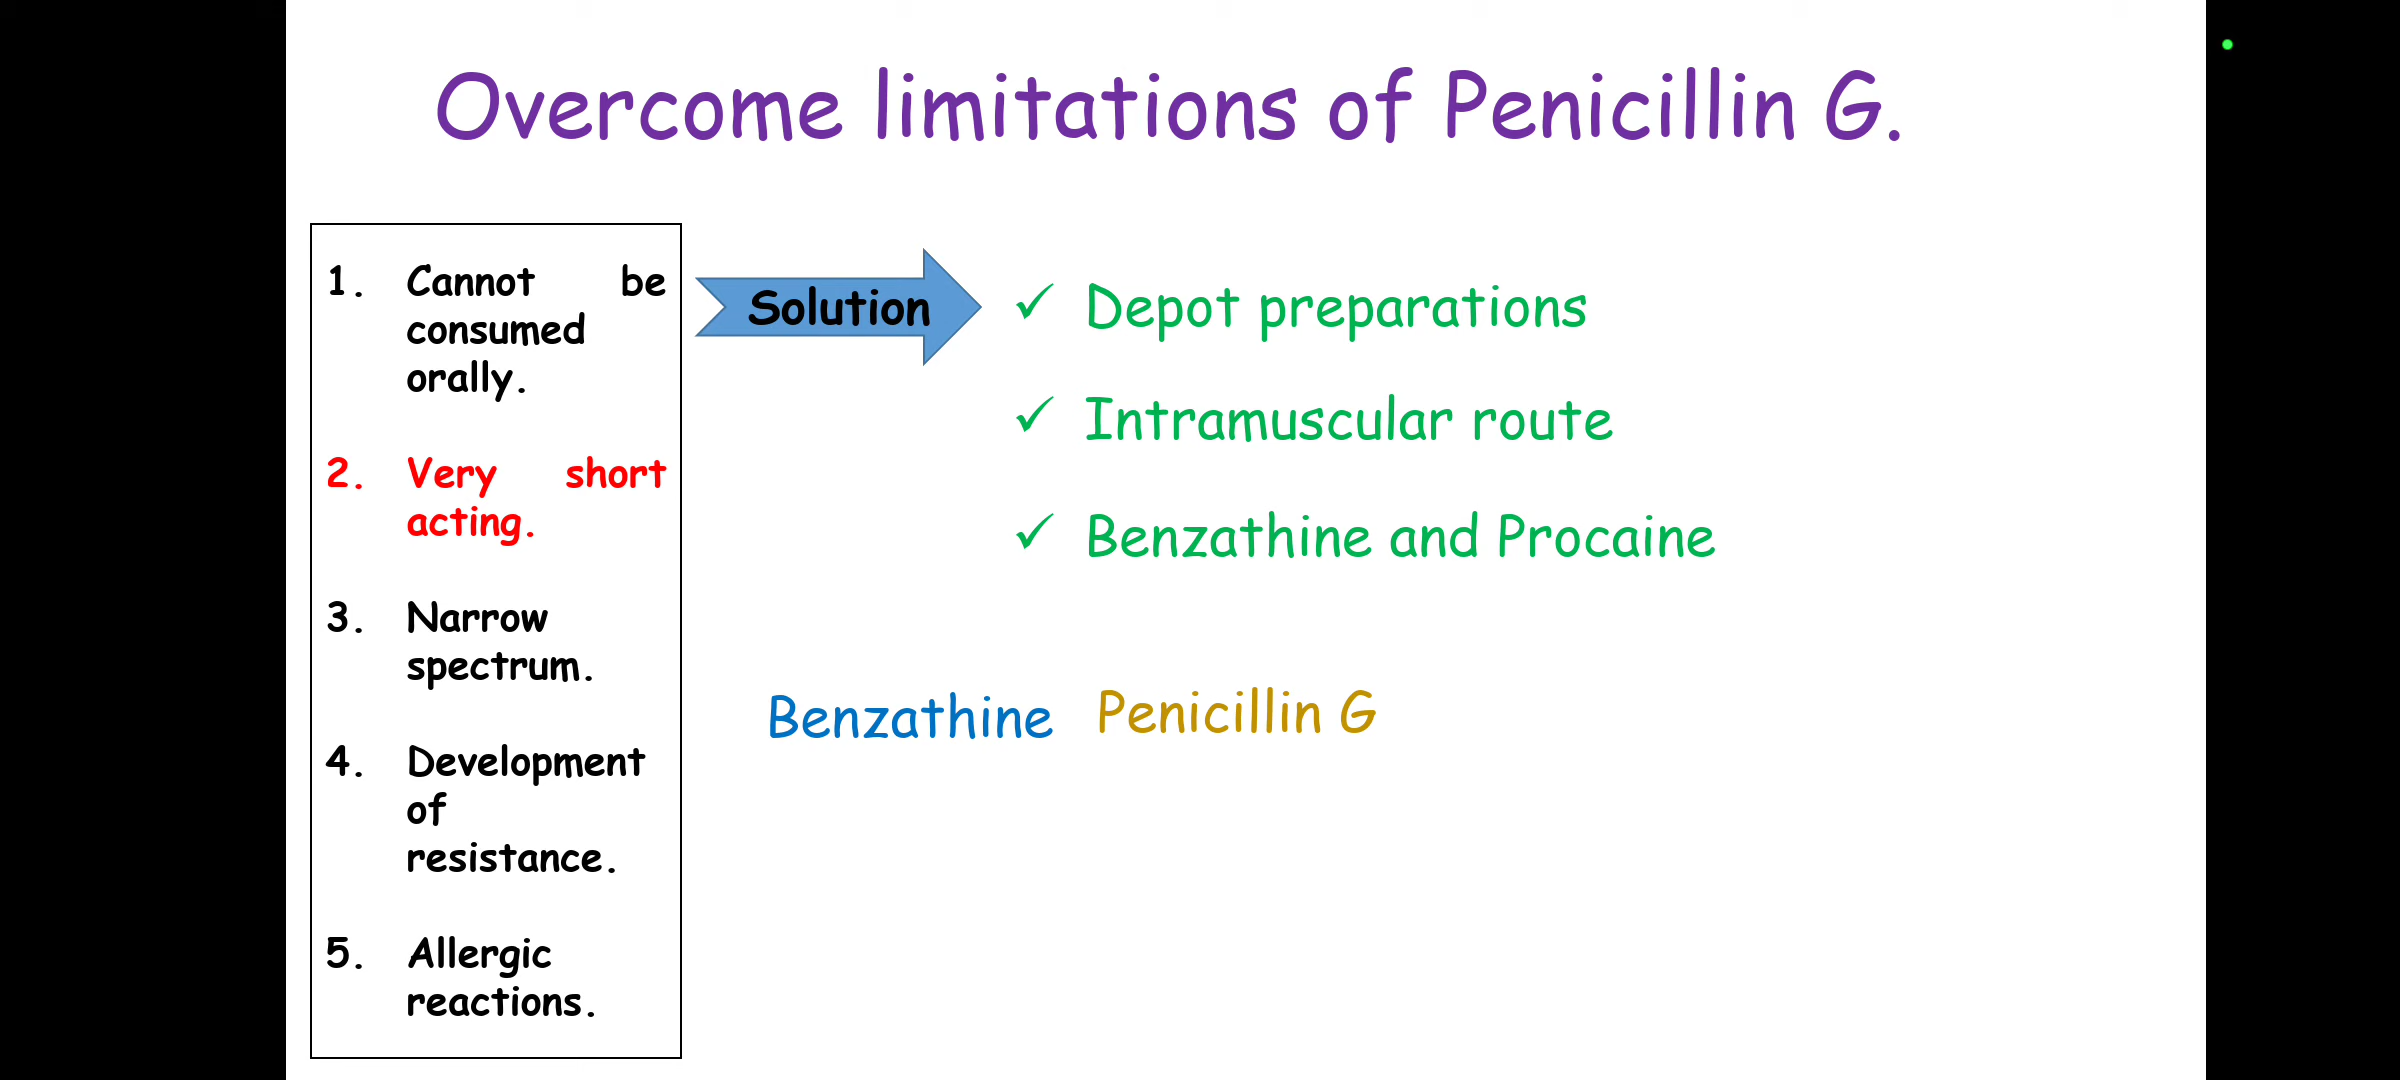 Overcome limitations of Penicillin G.
1. Cannot be
consumed
orally.
2. Very short
acting.
3. Narrow
spectrum.
4. Development
of
resistance.
5. Allergic
reactions.
Solution
✓ Depot preparations
✓ Intramuscular route
✓ Benzathine and Procaine
Benzathine Penicillin G